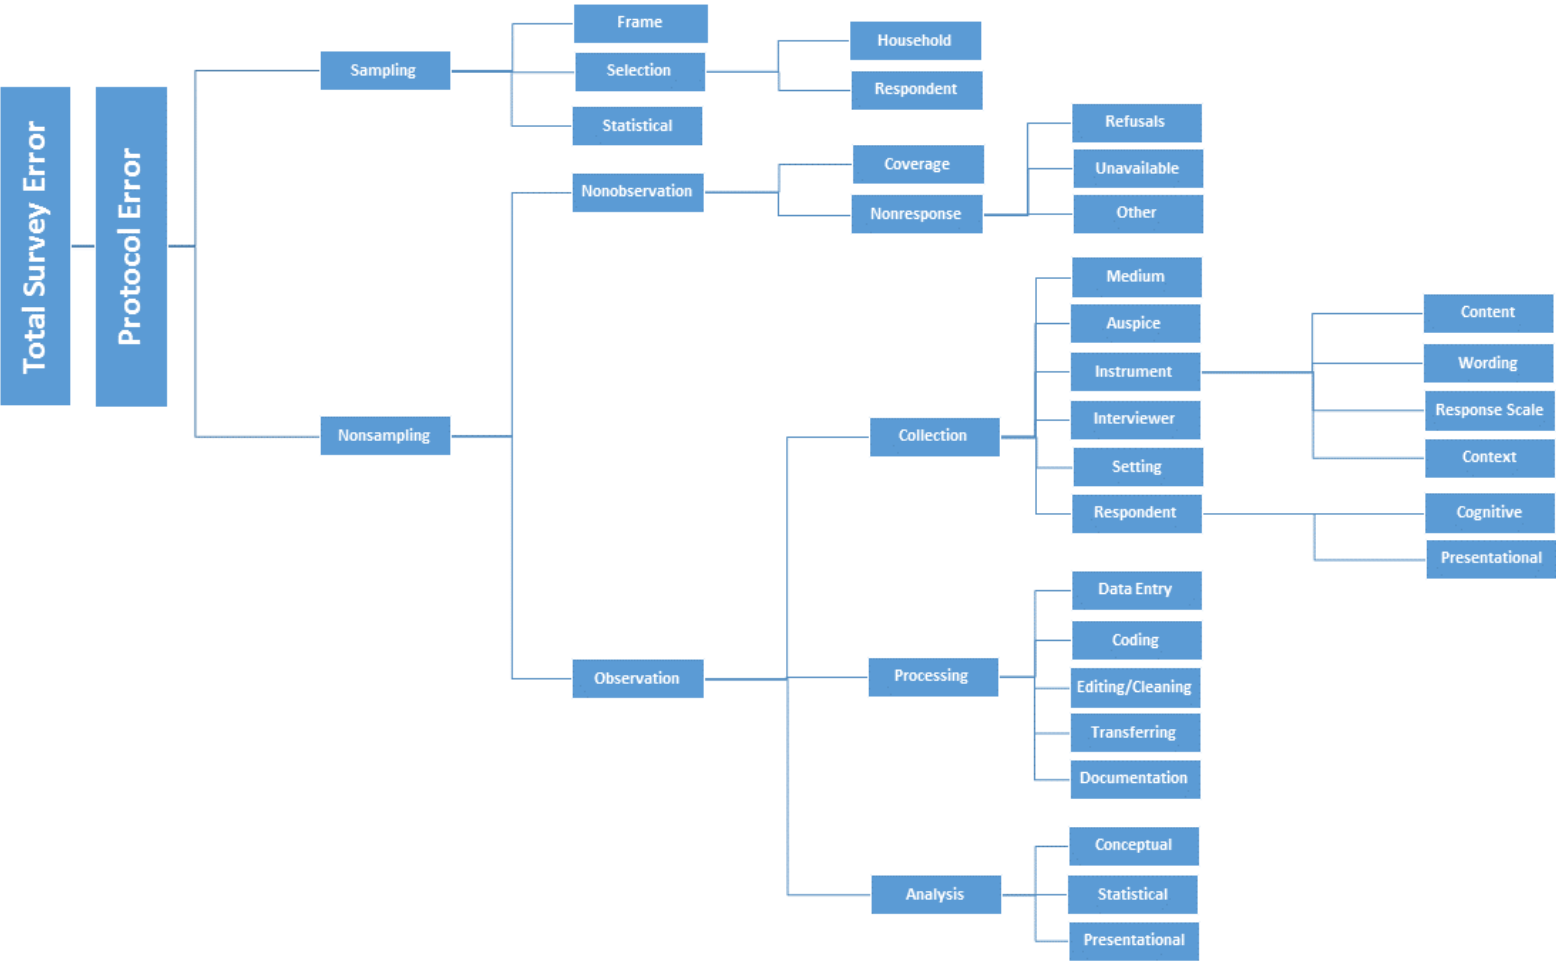 Total Survey Error
Protocol Error
Sampling
Frame
Selection
Household
Respondent
Statistical
Nonsampling
Nonobservation
Coverage
Nonresponse
Refusals
Unavailable
Other
Observation
Collection
Medium
Auspice
Instrument
Content
Wording
Response Scale
Context
Interviewer
Setting
Respondent
Cognitive
Presentational
Processing
Data Entry
Coding
Editing/Cleaning
Transferring
Documentation
Analysis
Conceptual
Statistical
Presentational